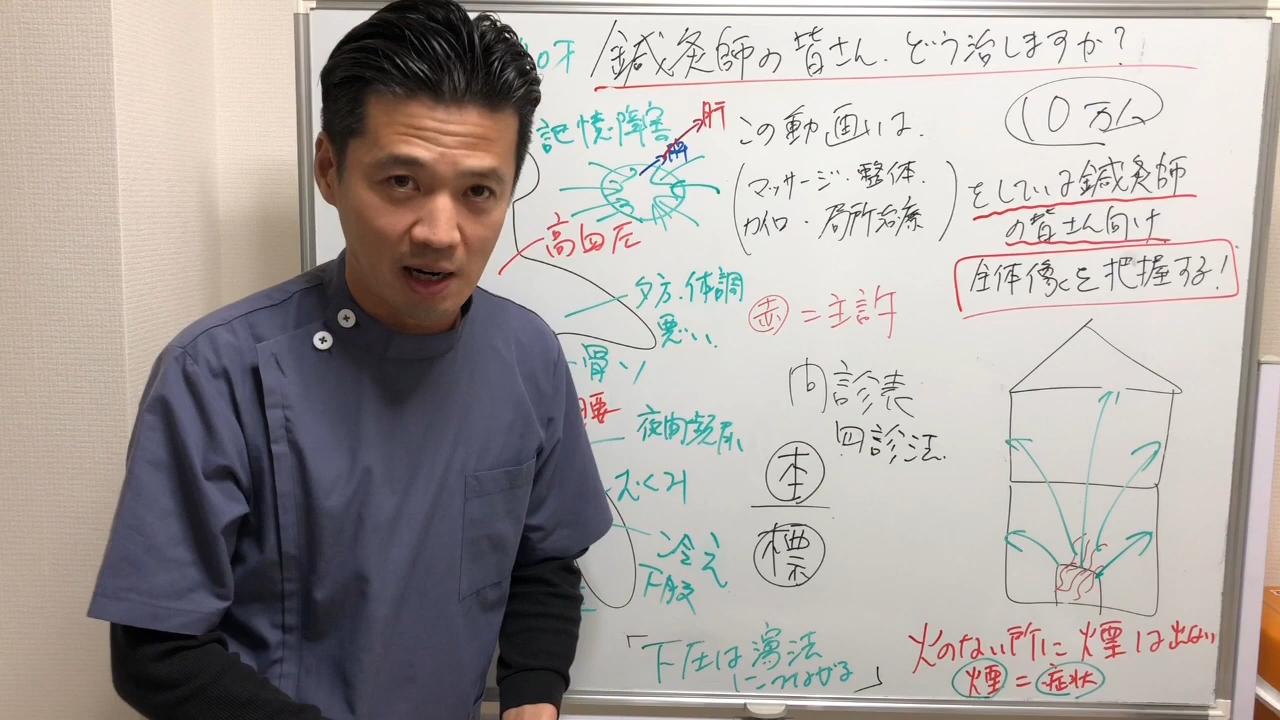 鍼灸師の皆さん、どう治しますか?
記憶障害
肝
この動画は、
10万人
マッサージ・整体、
カイロ・局所治療
をしている鍼灸師
の皆さん向け
高血圧
全体像を把握する!
夕方、体調
悪い、
赤=主訴
骨ソ
腰
内診表
四診法
夜間頻尿
むくみ
本
標
冷え
下肢
「下圧は瀉法
につながる」
火のない所に煙は出ない
煙=症状